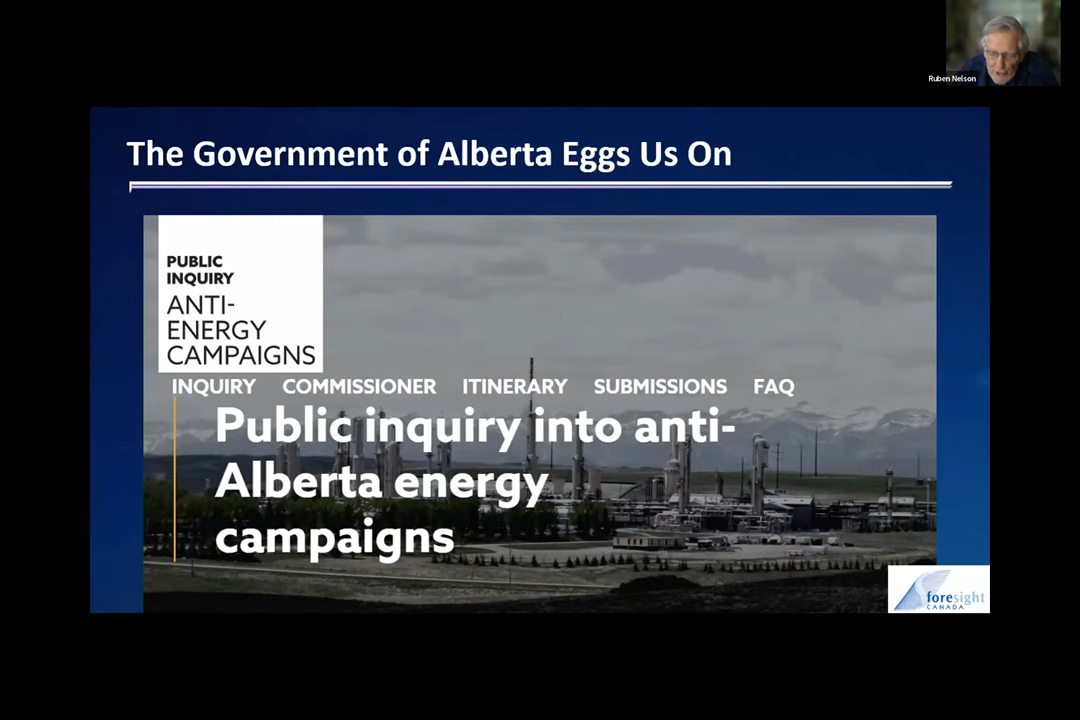 Ruben Nelson
The Government of Alberta Eggs Us On
PUBLIC
INQUIRY
ANTI-
ENERGY
CAMPAIGNS
INQUIRY COMMISSIONER ITINERARY SUBMISSIONS FAQ
Public inquiry into anti-
Alberta energy
campaigns
foresight
CANADA